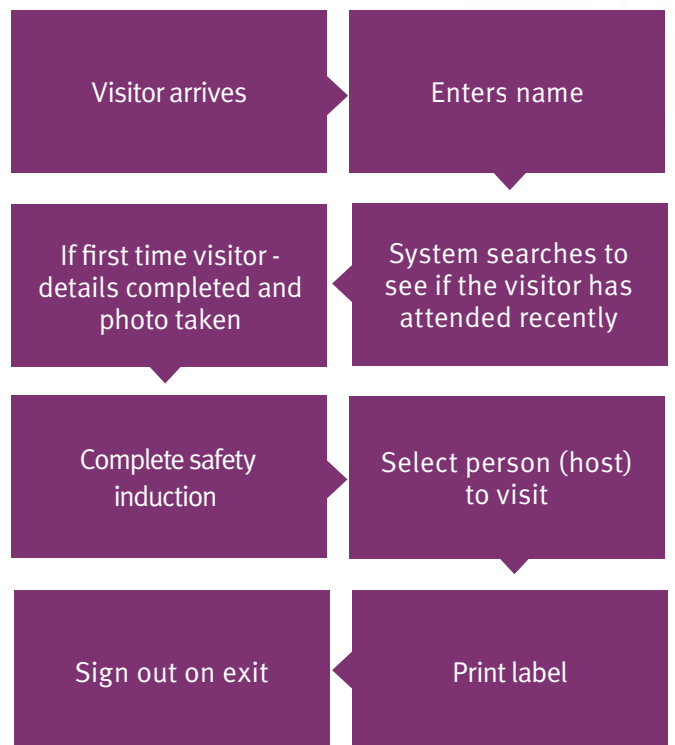 Visitor arrives
Enters name
System searches to
see if the visitor has
attended recently
If first time visitor -
details completed and
photo taken
Complete safety
induction
Select person (host)
to visit
Print label
Sign out on exit